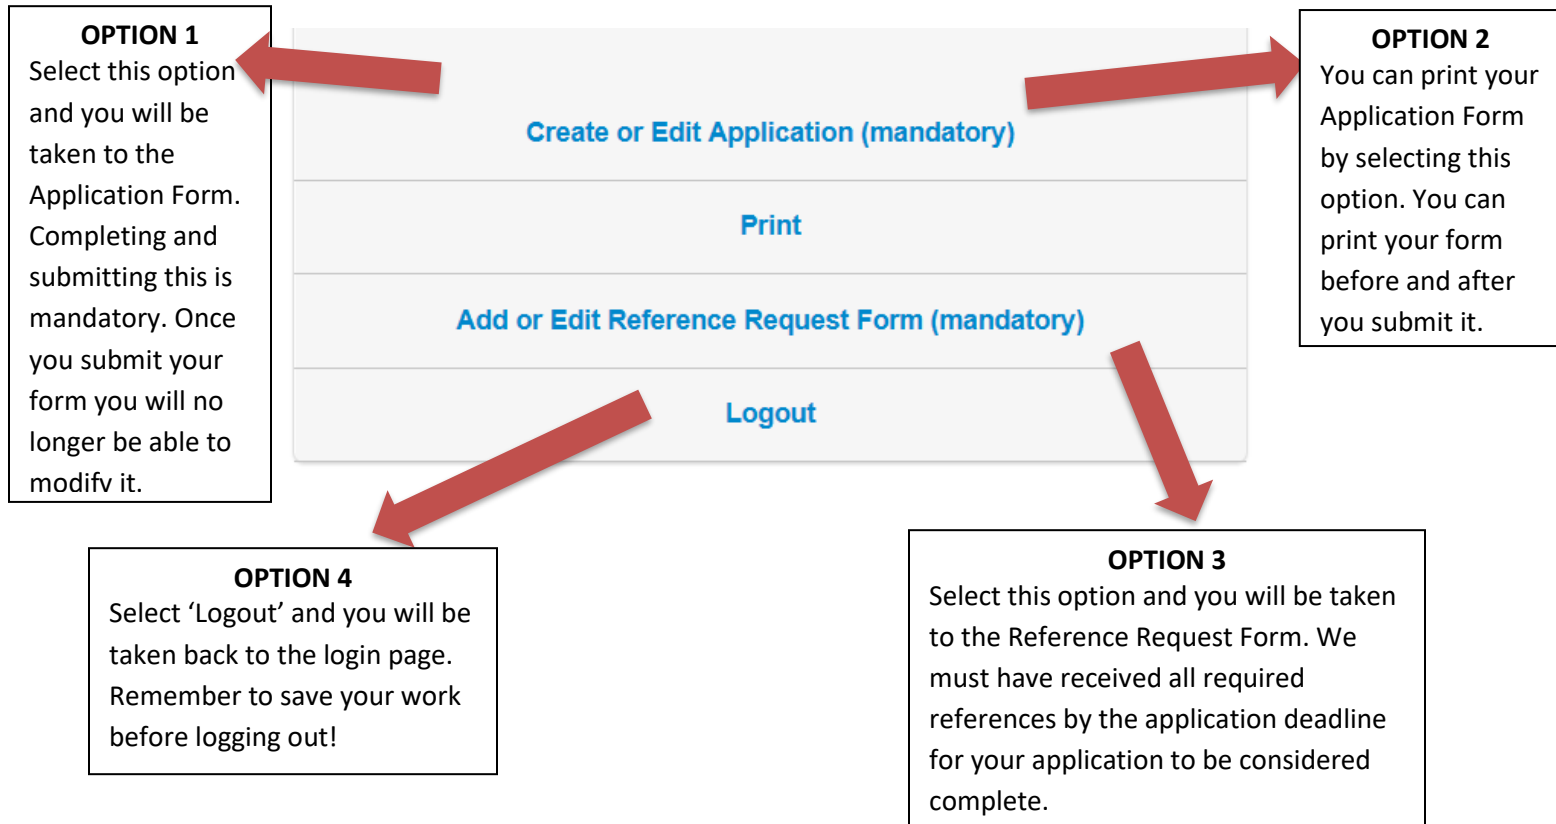 OPTION 1
Select this option
and you will be
taken to the
Application Form.
Completing and
submitting this is
mandatory. Once
you submit your
form you will no
longer be able to
modify it.
Create or Edit Application (mandatory)
Print
Add or Edit Reference Request Form (mandatory)
Logout
OPTION 2
You can print your
Application Form
by selecting this
option. You can
print your form
before and after
you submit it.
OPTION 4
Select ‘Logout’ and you will be
taken back to the login page.
Remember to save your work
before logging out!
OPTION 3
Select this option and you will be taken
to the Reference Request Form. We
must have received all required
references by the application deadline
for your application to be considered
complete.